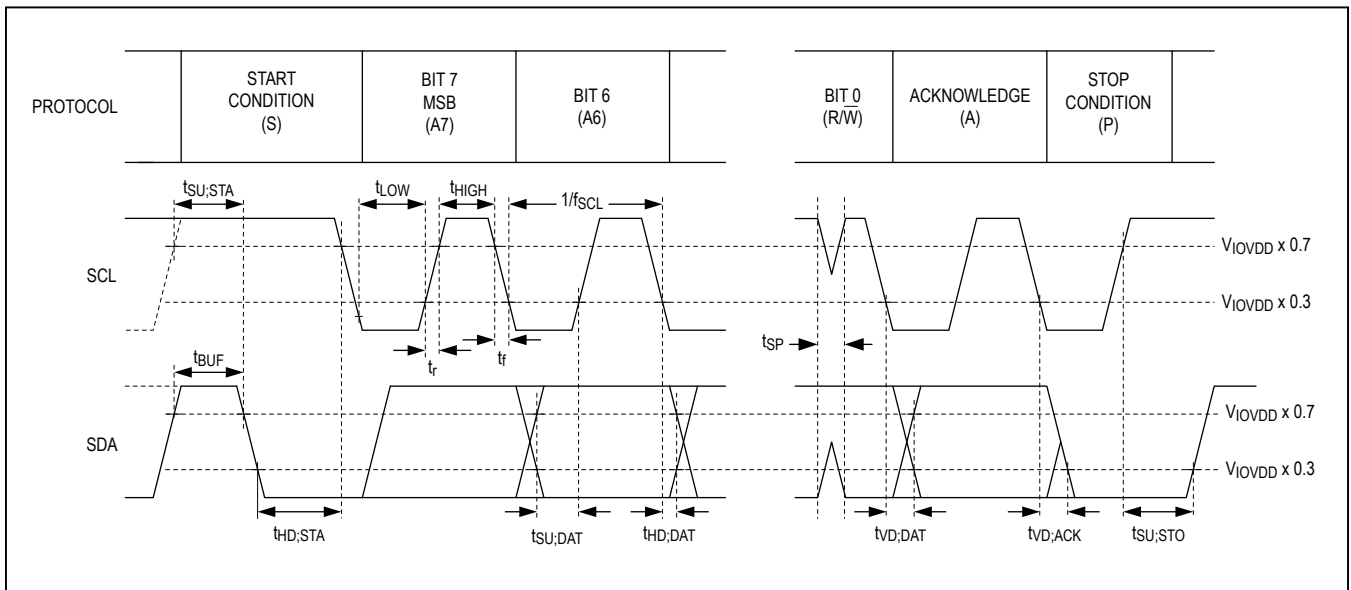 PROTOCOL
START
CONDITION
(S)
BIT 7
MSB
(A7)
BIT 6
(A6)
BIT 0
(R/W̅)
ACKNOWLEDGE
(A)
STOP
CONDITION
(P)
tSU;STA
tLOW
tHIGH
1/fSCL
SCL
VIOVDD x 0.7
VIOVDD x 0.3
tBUF
tr
tf
tSP
SDA
VIOVDD x 0.7
VIOVDD x 0.3
tHD;STA
tSU;DAT
tHD;DAT
tVD;DAT
tVD;ACK
tSU;STO